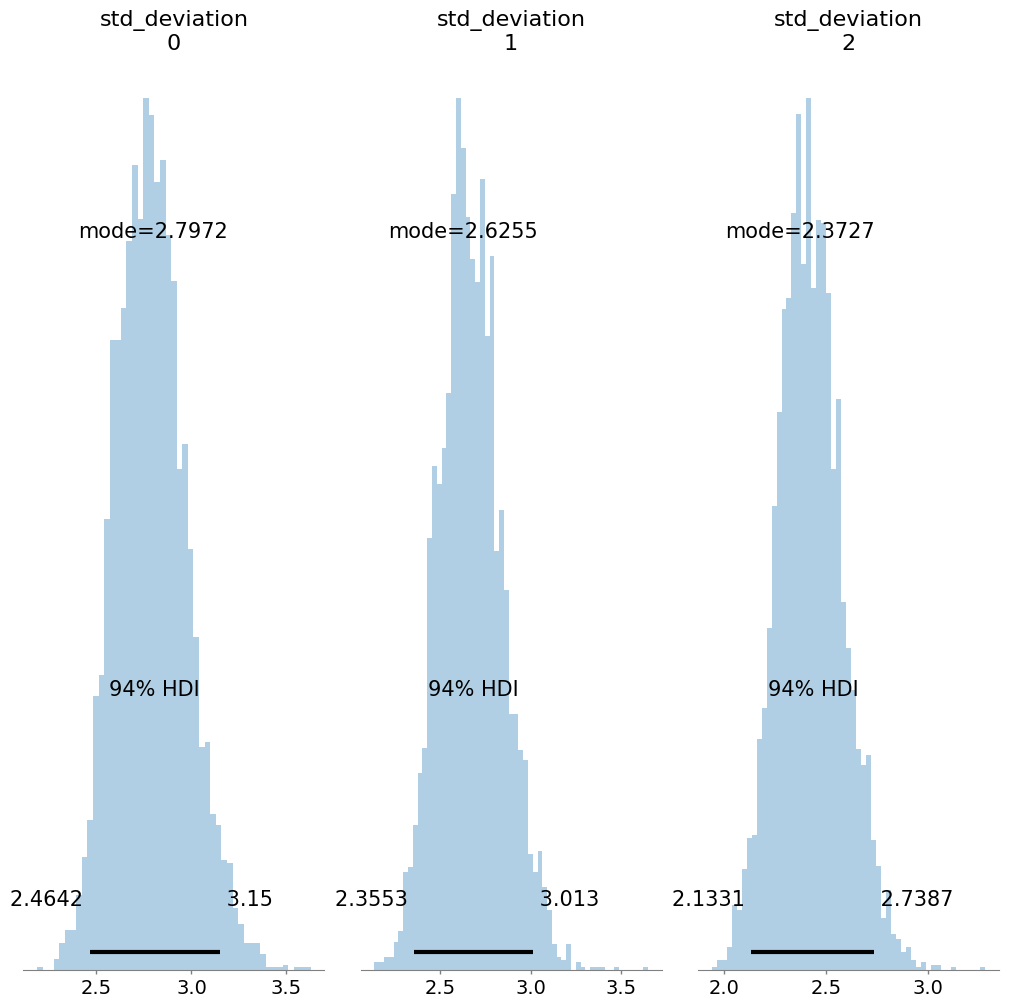 std_deviation
0
mode=2.7972
94% HDI
2.4642
3.15
2.5
3.0
3.5
std_deviation
1
mode=2.6255
94% HDI
2.3553
3.013
2.5
3.0
3.5
std_deviation
2
mode=2.3727
94% HDI
2.1331
2.7387
2.0
2.5
3.0